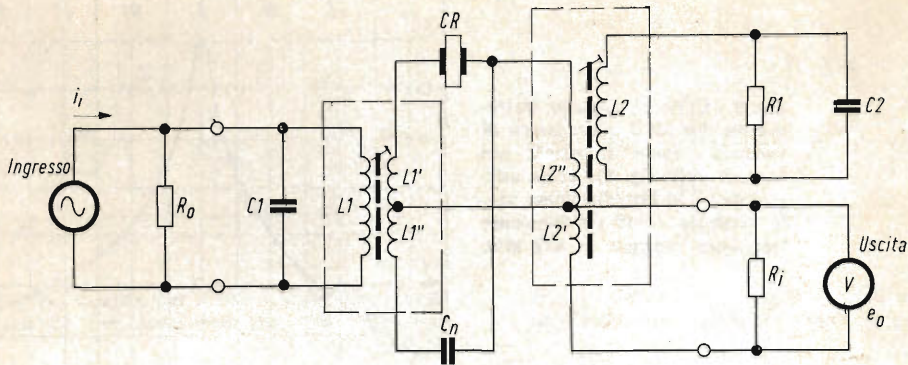 CR
i₁
L2
R1
C2
Ingresso
R₀
C1
L1
L1'
L1"
L2"
L2'
Uscita
Rᵢ
V
e₀
Cₙ